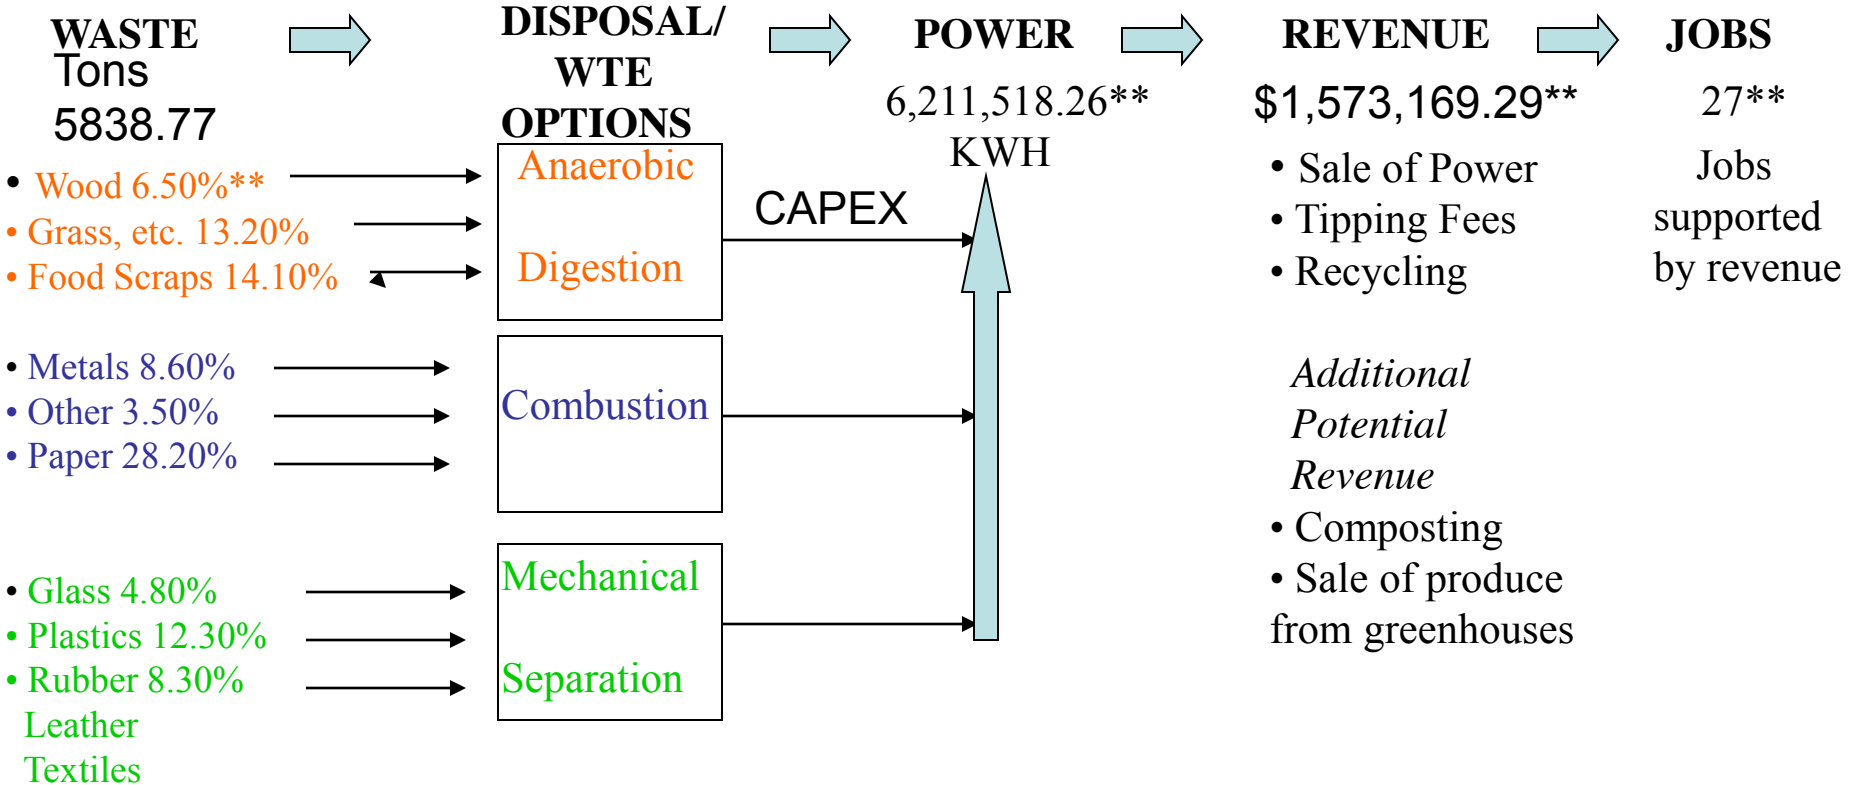 WASTE
Tons
5838.77
• Wood 6.50%**
• Grass, etc. 13.20%
• Food Scraps 14.10%
• Metals 8.60%
• Other 3.50%
• Paper 28.20%
• Glass 4.80%
• Plastics 12.30%
• Rubber 8.30%
Leather
Textiles
DISPOSAL/
WTE
OPTIONS
Anaerobic
Digestion
Combustion
Mechanical
Separation
CAPEX
POWER
6,211,518.26**
KWH
REVENUE
$1,573,169.29**
• Sale of Power
• Tipping Fees
• Recycling
Additional
Potential
Revenue
• Composting
• Sale of produce
from greenhouses
JOBS
27**
Jobs
supported
by revenue